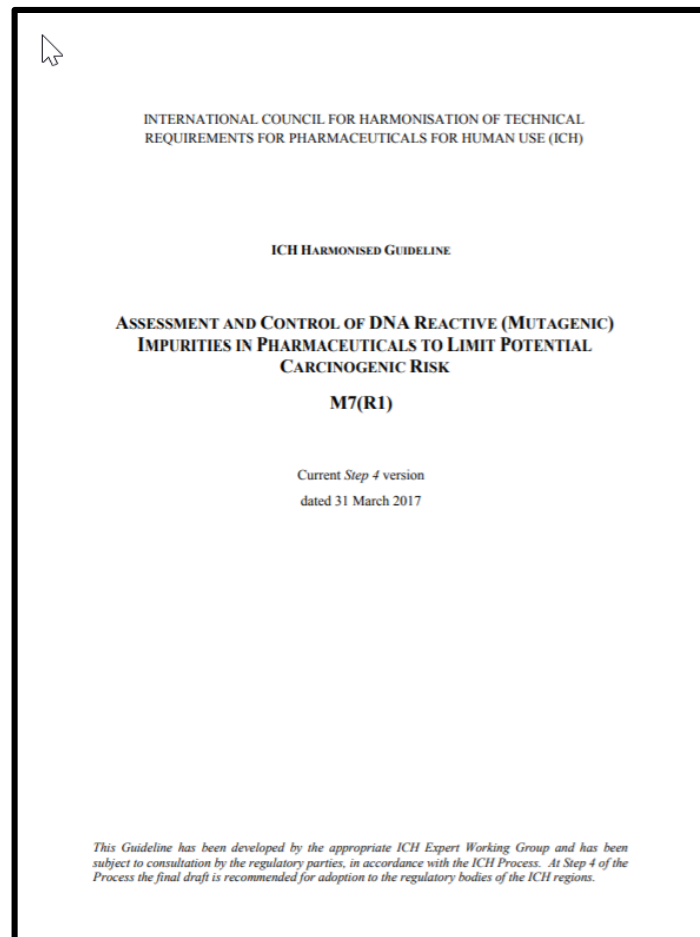 INTERNATIONAL COUNCIL FOR HARMONISATION OF TECHNICAL
REQUIREMENTS FOR PHARMACEUTICALS FOR HUMAN USE (ICH)
ICH HARMONISED GUIDELINE
ASSESSMENT AND CONTROL OF DNA REACTIVE (MUTAGENIC)
IMPURITIES IN PHARMACEUTICALS TO LIMIT POTENTIAL
CARCINOGENIC RISK
M7(R1)
Current Step 4 version
dated 31 March 2017
This Guideline has been developed by the appropriate ICH Expert Working Group and has been
subject to consultation by the regulatory parties, in accordance with the ICH Process. At Step 4 of the
Process the final draft is recommended for adoption to the regulatory bodies of the ICH regions.